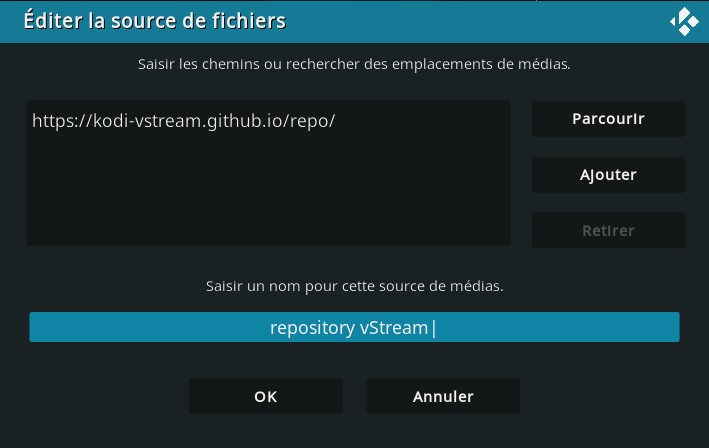 Éditer la source de fichiers
Saisir les chemins ou rechercher des emplacements de médias.
https://kodi-vstream.github.io/repo/
Parcourir
Ajouter
Retirer
Saisir un nom pour cette source de médias.
repository vStream|
OK
Annuler